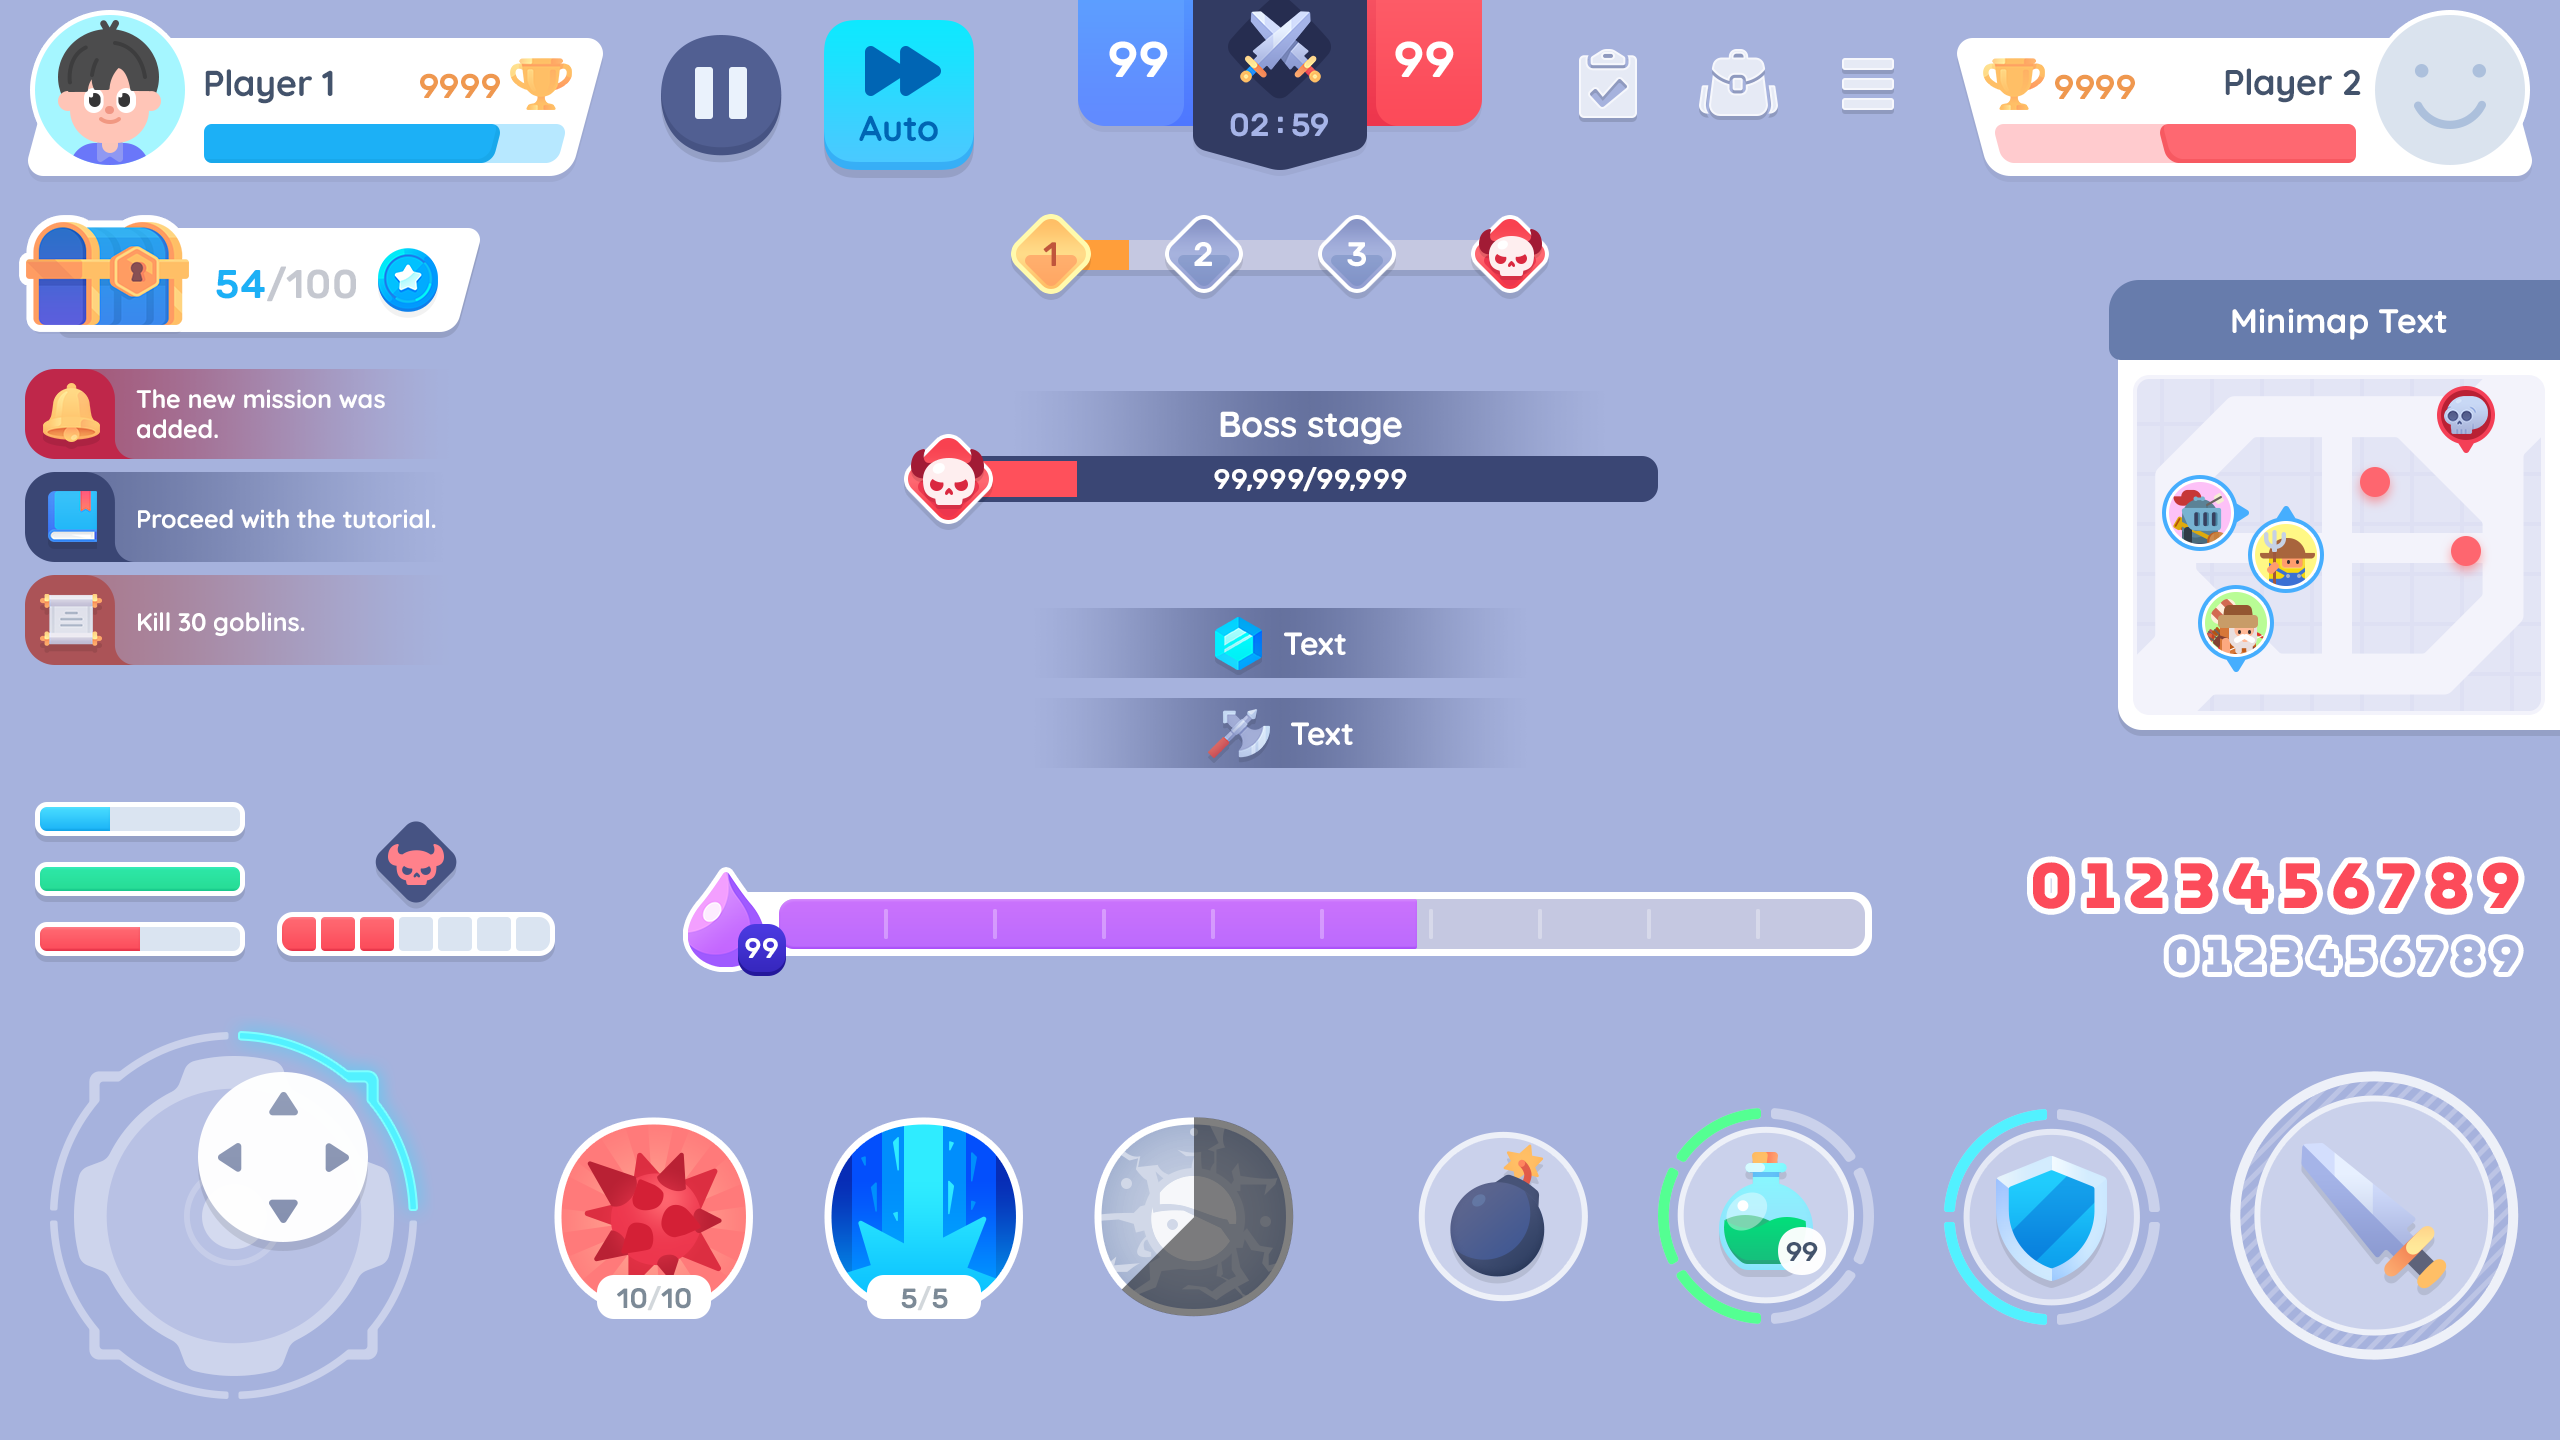 Player 1
9999
Auto
99
02:59
99
9999
Player 2
54/100
1
2
3
Minimap Text
The new mission was
added.
Boss stage
99,999/99,999
Proceed with the tutorial.
Kill 30 goblins.
Text
Text
99
0123456789
0123456789
10/10
5/5
99